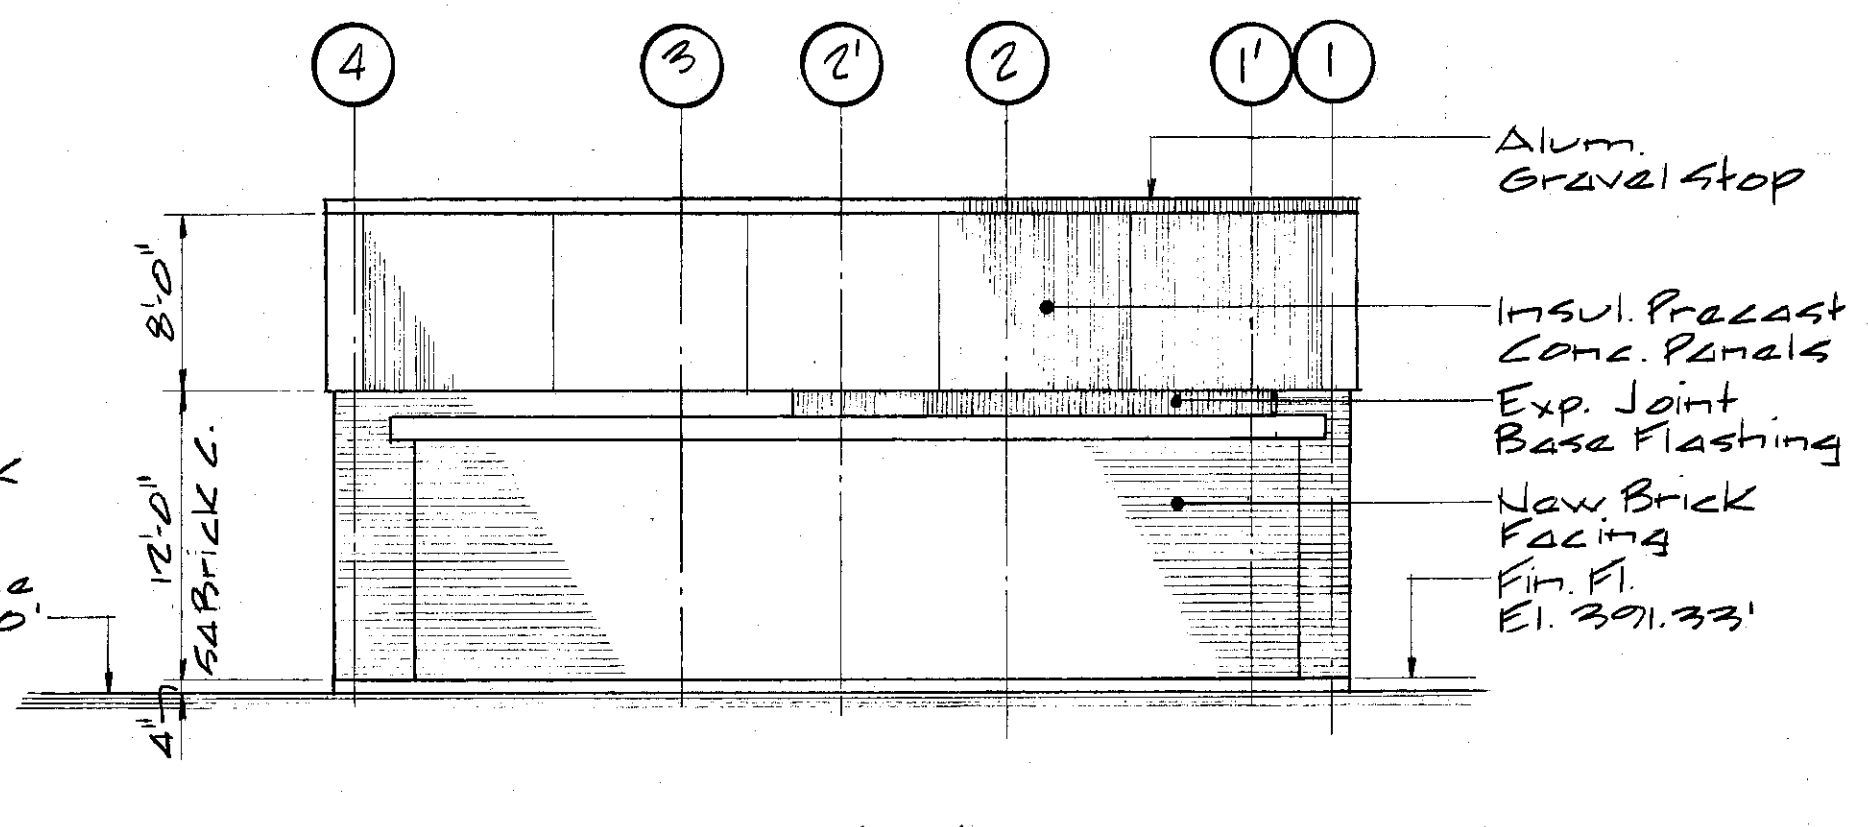 4 3 2' 2 1' 1
Alum.
Gravel Stop
8'-0"
Insul. Precast
Conc. Panels
Exp. Joint
Base Flashing
12'-0"
54 Brick C.
New Brick
Facing
Fin. Fl.
El. 391.33'
4"